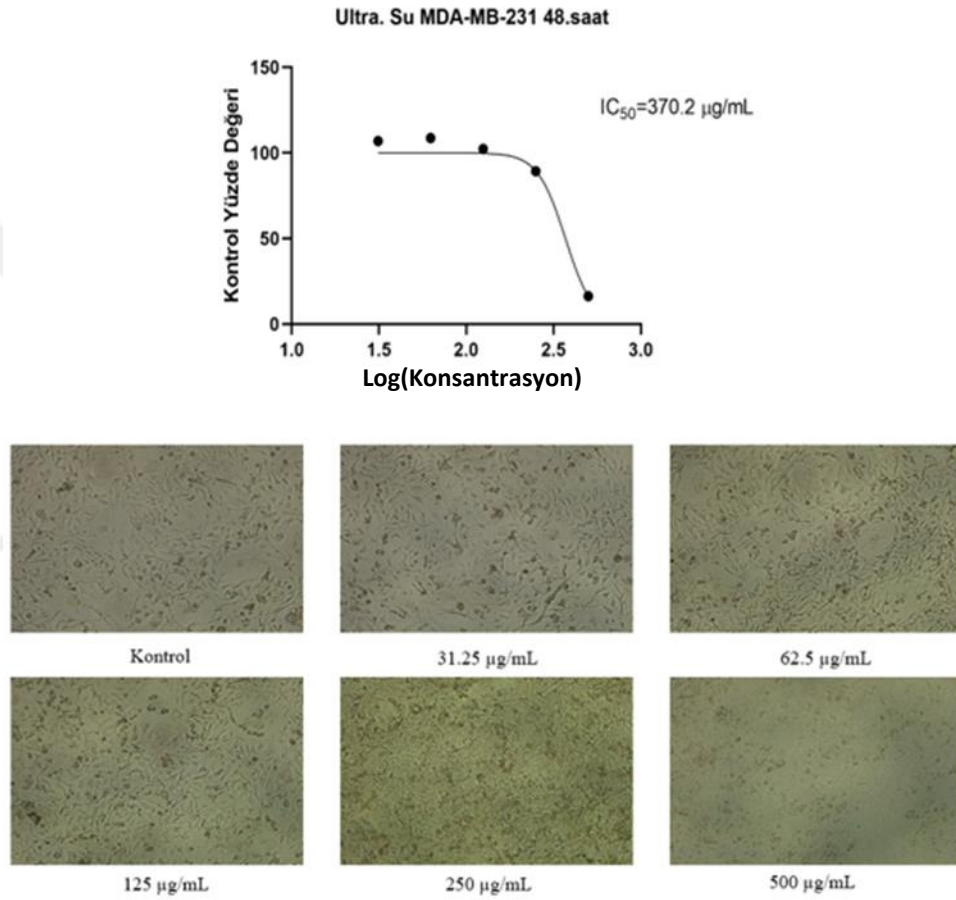 Ultra. Su MDA-MB-231 48.saat
IC50=370.2 µg/mL
Kontrol Yüzde Değeri
150
100
50
0
1.0 1.5 2.0 2.5 3.0
Log(Konsantrasyon)
Kontrol 31.25 µg/mL 62.5 µg/mL
125 µg/mL 250 µg/mL 500 µg/mL